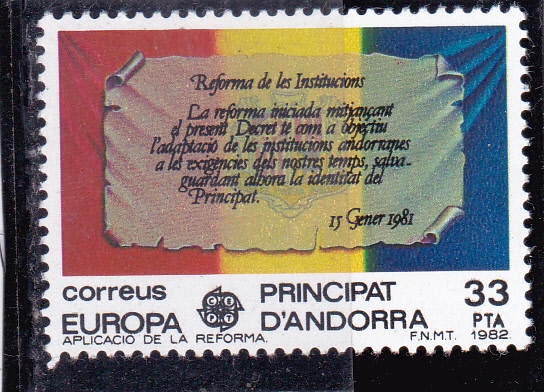 Reforma de les Institucions
La reforma iniciada mitjançant
el present Decret té com a objectiu
l'adaptació de les institucions andorranes
a les exigències dels nostres temps, salva-
guardant alhora la identitat del
Principat.
15 Gener 1981
correus
EUROPA
CEPT
PRINCIPAT
D'ANDORRA
33
PTA
APLICACIÓ DE LA REFORMA.
F.N.M.T. 1982